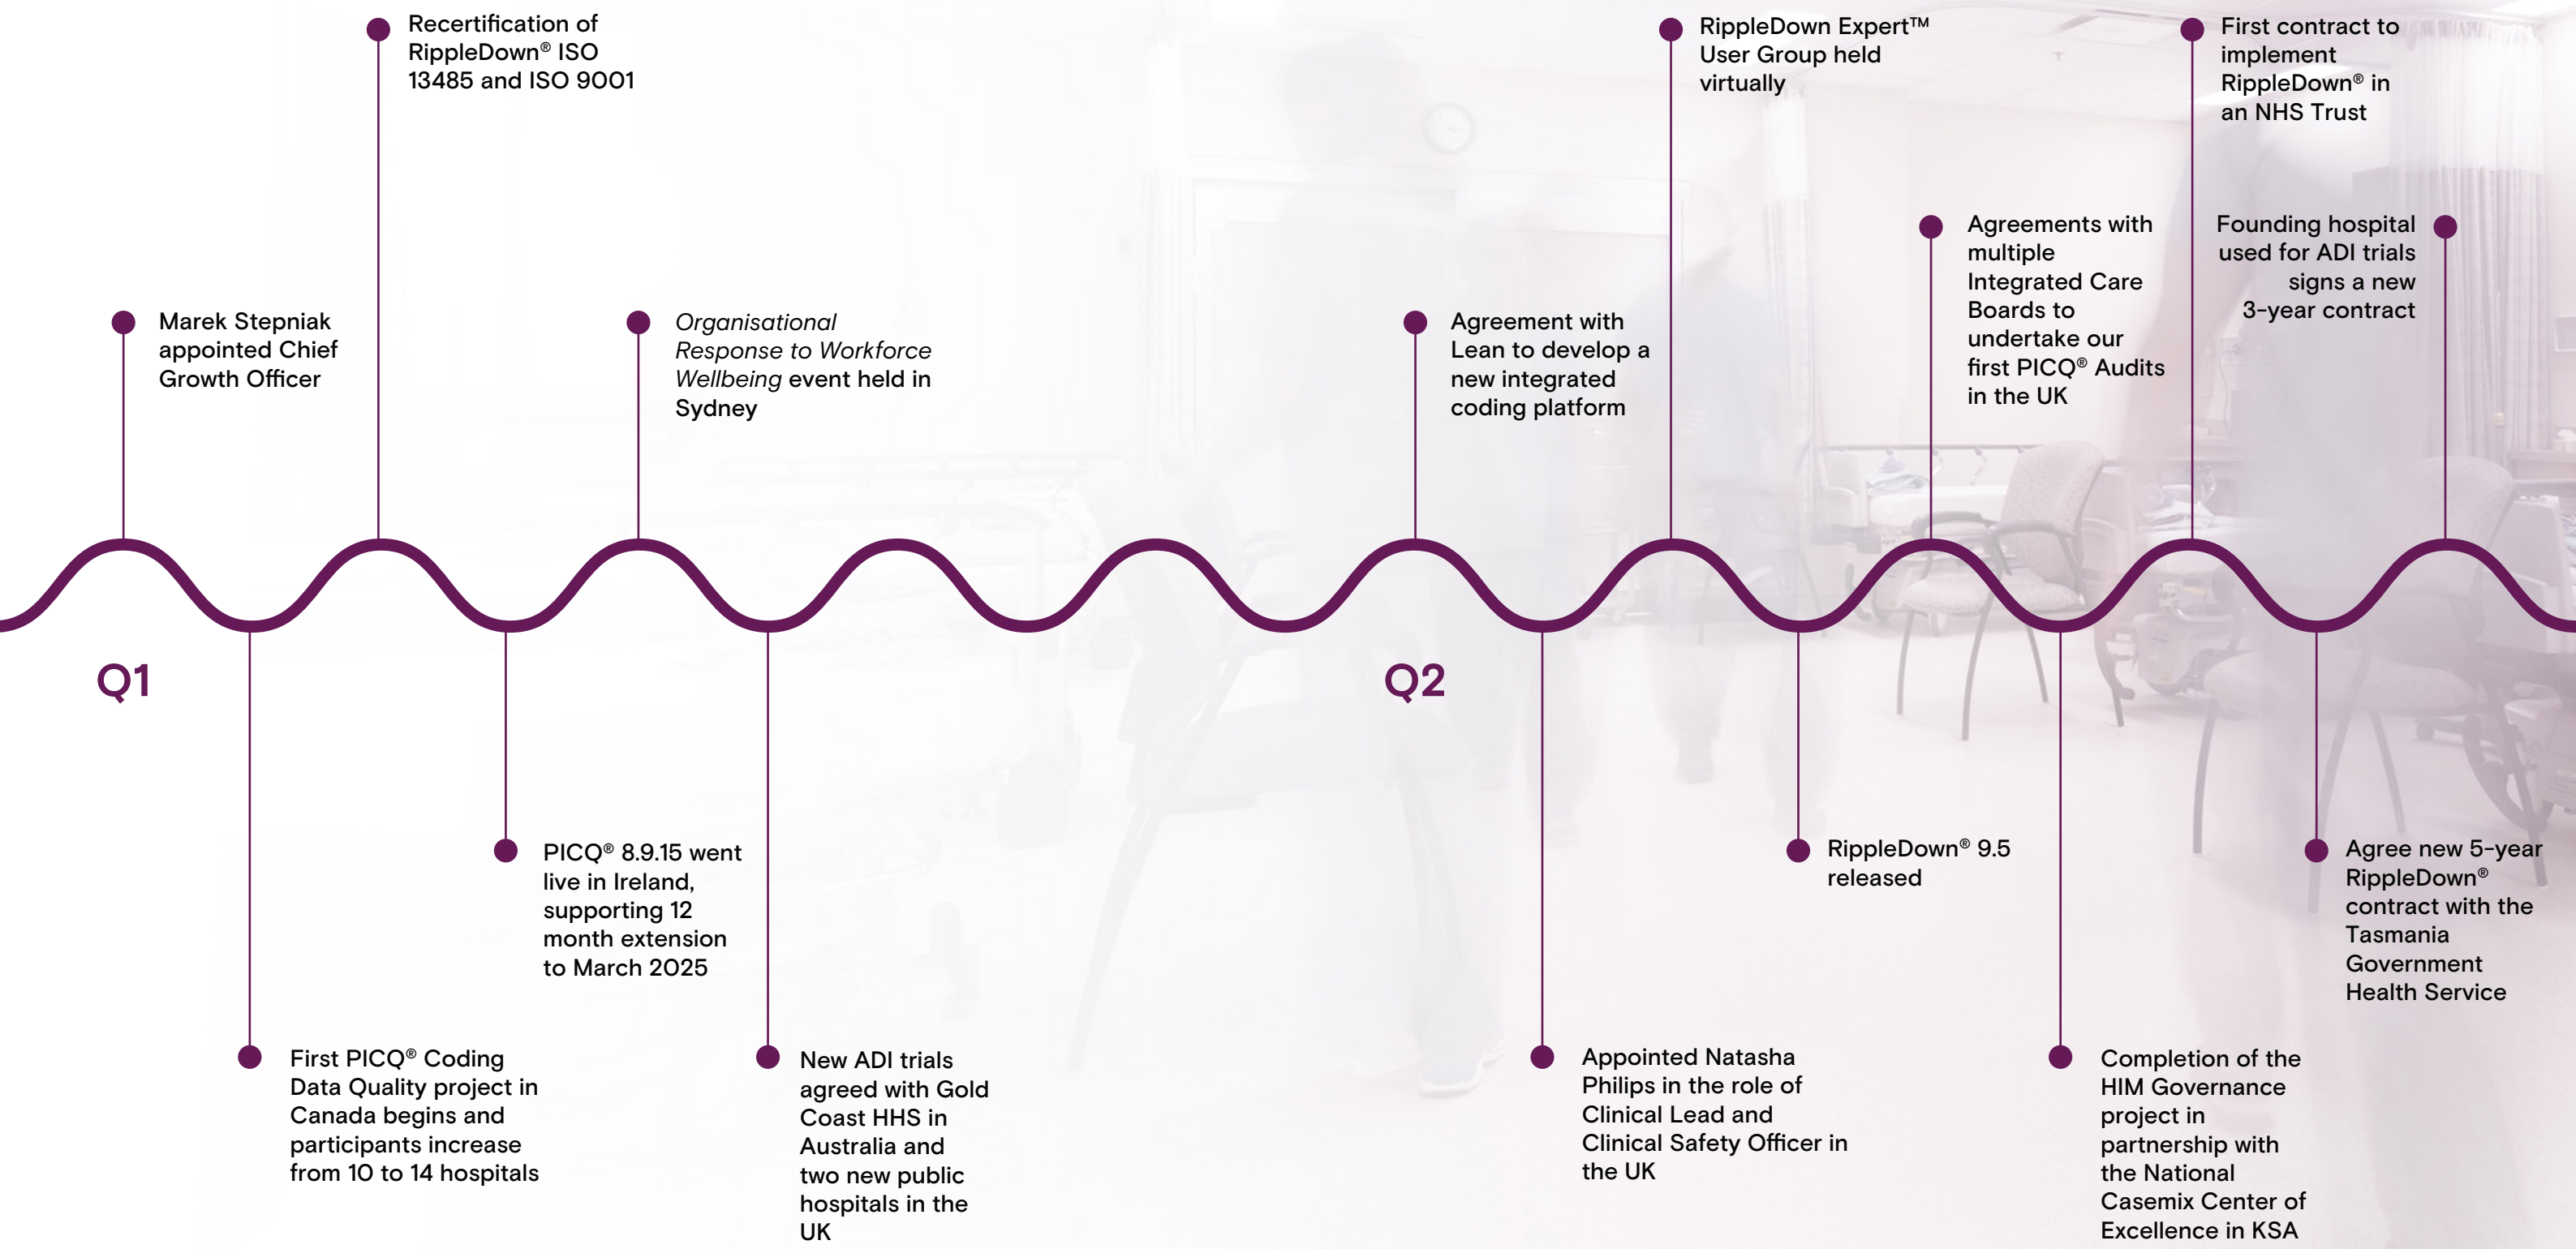 Recertification of
RippleDown® ISO
13485 and ISO 9001
RippleDown Expert™
User Group held
virtually
First contract to
implement
RippleDown® in
an NHS Trust
Marek Stepniak
appointed Chief
Growth Officer
Organisational
Response to Workforce
Wellbeing event held in
Sydney
Agreement with
Lean to develop a
new integrated
coding platform
Agreements with
multiple
Integrated Care
Boards to
undertake our
first PICQ® Audits
in the UK
Founding hospital
used for ADI trials
signs a new
3-year contract
Q1
Q2
First PICQ® Coding
Data Quality project in
Canada begins and
participants increase
from 10 to 14 hospitals
PICQ® 8.9.15 went
live in Ireland,
supporting 12
month extension
to March 2025
New ADI trials
agreed with Gold
Coast HHS in
Australia and
two new public
hospitals in the
UK
Appointed Natasha
Philips in the role of
Clinical Lead and
Clinical Safety Officer in
the UK
RippleDown® 9.5
released
Completion of the
HIM Governance
project in
partnership with
the National
Casemix Center of
Excellence in KSA
Agree new 5-year
RippleDown®
contract with the
Tasmania
Government
Health Service